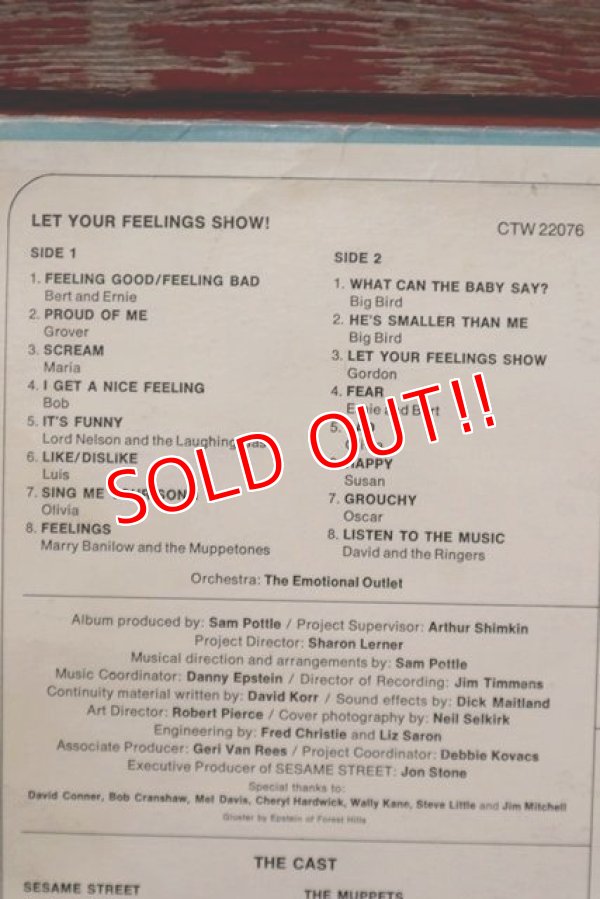 LET YOUR FEELINGS SHOW!
CTW 22076
SIDE 1
1. FEELING GOOD/FEELING BAD
Bert and Ernie
2. PROUD OF ME
Grover
3. SCREAM
Maria
4. I GET A NICE FEELING
Bob
5. IT'S FUNNY
Lord Nelson and the Laughing
6. LIKE/DISLIKE
Luis
7. SING ME
Olivia
8. FEELINGS
Marry Banilow and the Muppetones
SIDE 2
1. WHAT CAN THE BABY SAY?
Big Bird
2. HE'S SMALLER THAN ME
Big Bird
3. LET YOUR FEELINGS SHOW
Gordon
4. FEAR
Ernie and Bert
5.
HAPPY
Susan
7. GROUCHY
Oscar
8. LISTEN TO THE MUSIC
David and the Ringers
SOLD OUT!!
Orchestra: The Emotional Outlet
Album produced by: Sam Pottle / Project Supervisor: Arthur Shimkin
Project Director: Sharon Lerner
Musical direction and arrangements by: Sam Pottle
Music Coordinator: Danny Epstein / Director of Recording: Jim Timmens
Continuity material written by: David Korr / Sound effects by: Dick Maitland
Art Director: Robert Pierce / Cover photography by: Neil Selkirk
Engineering by: Fred Christie and Liz Saron
Associate Producer: Geri Van Rees / Project Coordinator: Debbie Kovacs
Executive Producer of SESAME STREET: Jon Stone
Special thanks to:
David Conner, Bob Cranshaw, Mel Davis, Cheryl Hardwick, Wally Kane, Steve Little and Jim Mitchell
Gloster by Epstein of Forest Hills
THE CAST
SESAME STREET
THE MUPPETS